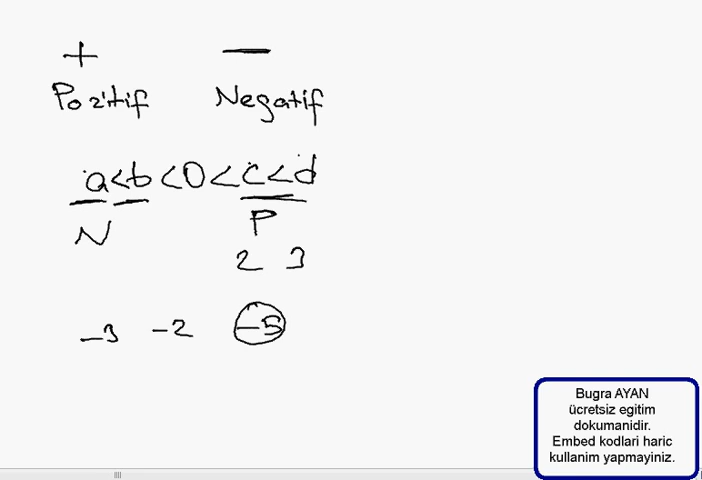 + −
Pozitif Negatif
a<b<0<c<d
N P
2 3
-3 -2 -5
Bugra AYAN
ücretsiz egitim
dokumanidir.
Embed kodlari haric
kullanim yapmayiniz.